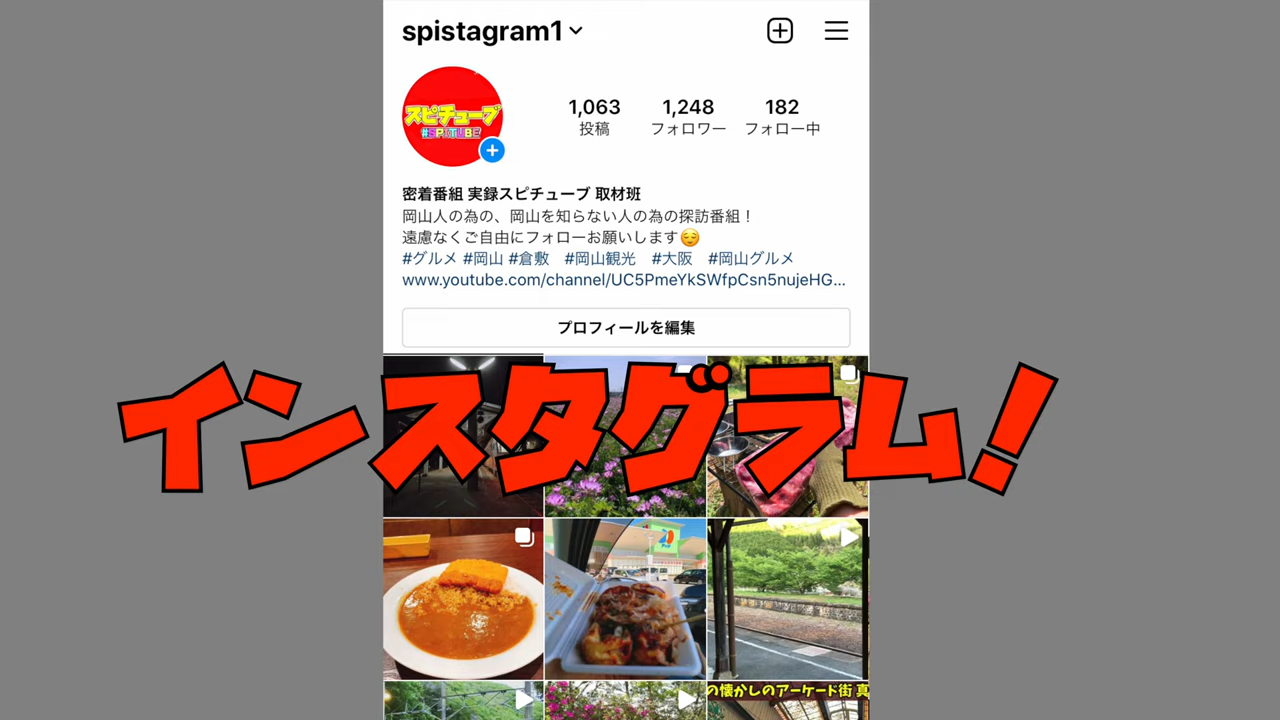 spistagram1
スピチューブ
#SPITUBE
1,063
投稿
1,248
フォロワー
182
フォロー中
密着番組 実録スピチューブ 取材班
岡山人の為の、岡山を知らない人の為の探訪番組！
遠慮なくご自由にフォローお願いします😌
#グルメ #岡山 #倉敷　#岡山観光　#大阪　#岡山グルメ
www.youtube.com/channel/UC5PmeYkSWfpCsn5nujeHG...
プロフィールを編集
インスタグラム！
の懐かしのアーケード街 真